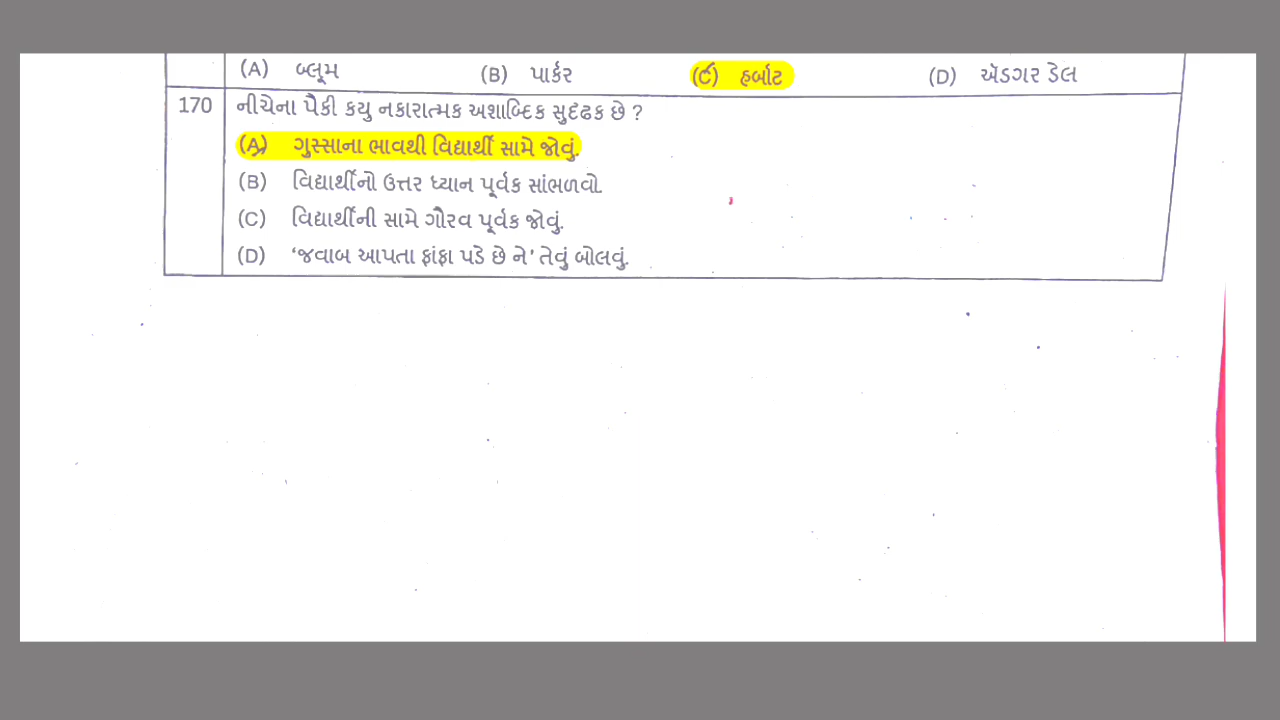 (A) બ્લૂમ (B) પાર્કર (C) હર્બાટ (D) ઍડગર ડેલ
170 નીચેના પૈકી કયુ નકારાત્મક અશાબ્દિક સુદૃઢક છે ?
(A) ગુસ્સાના ભાવથી વિદ્યાર્થી સામે જોવું.
(B) વિદ્યાર્થીનો ઉત્તર ધ્યાન પૂર્વક સાંભળવો.
(C) વિદ્યાર્થીની સામે ગૌરવ પૂર્વક જોવું.
(D) ‘જવાબ આપતા ફાંફા પડે છે ને’ તેવું બોલવું.